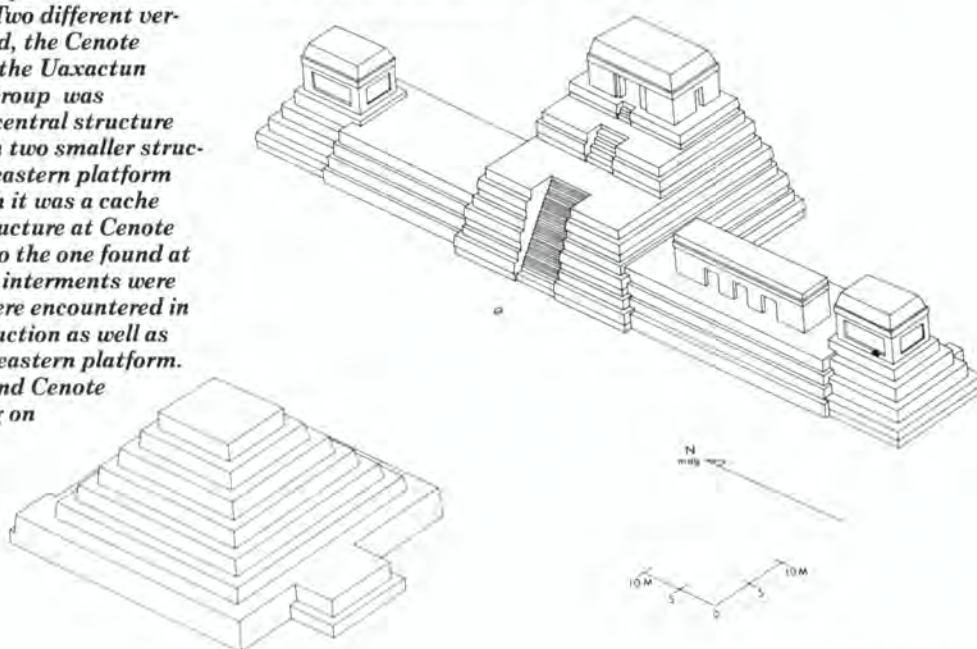 Two different ver-
d, the Cenote
the Uaxactun
roup was
central structure
two smaller struc-
eastern platform
it was a cache
ucture at Cenote
o the one found at
interments were
ere encountered in
uction as well as
eastern platform.
nd Cenote
on
N
mag
10 M
5
0
5
10 M